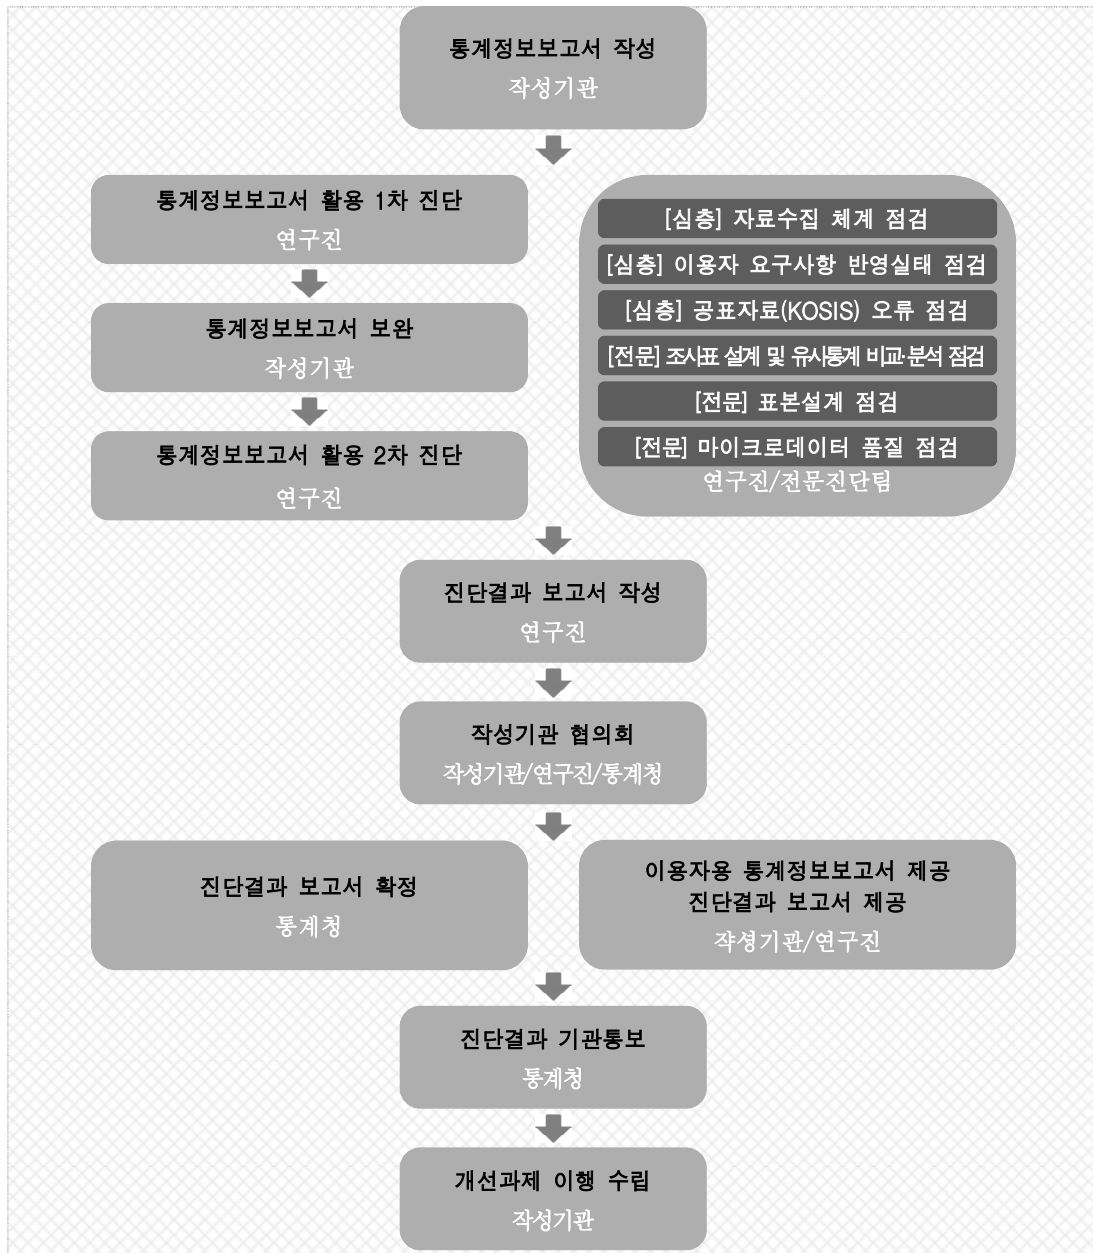 통계정보보고서 작성
작성기관
통계정보보고서 활용 1차 진단
연구진
통계정보보고서 보완
작성기관
통계정보보고서 활용 2차 진단
연구진
[심층] 자료수집 체계 점검
[심층] 이용자 요구사항 반영실태 점검
[심층] 공표자료(KOSIS) 오류 점검
[전문] 조사표 설계 및 유사통계 비교·분석 점검
[전문] 표본설계 점검
[전문] 마이크로데이터 품질 점검
연구진/전문진단팀
진단결과 보고서 작성
연구진
작성기관 협의회
작성기관/연구진/통계청
진단결과 보고서 확정
통계청
이용자용 통계정보보고서 제공
진단결과 보고서 제공
작성기관/연구진
진단결과 기관통보
통계청
개선과제 이행 수립
작성기관